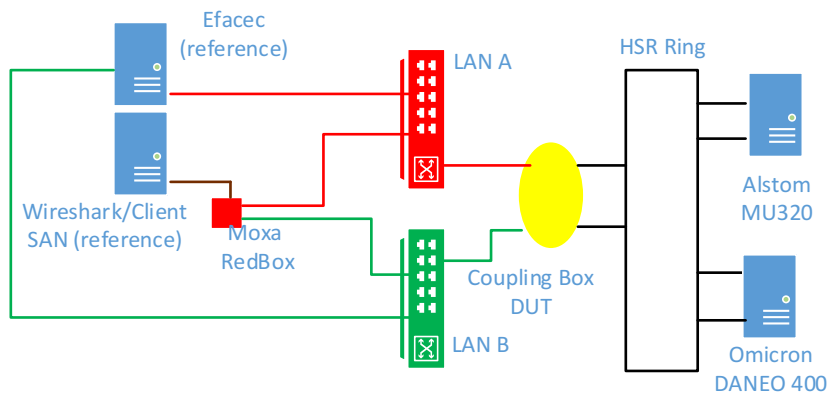 Efacec
(reference)
LAN A
HSR Ring
Wireshark/Client
SAN (reference)
Moxa
RedBox
Alstom
MU320
Coupling Box
DUT
LAN B
Omicron
DANEO 400